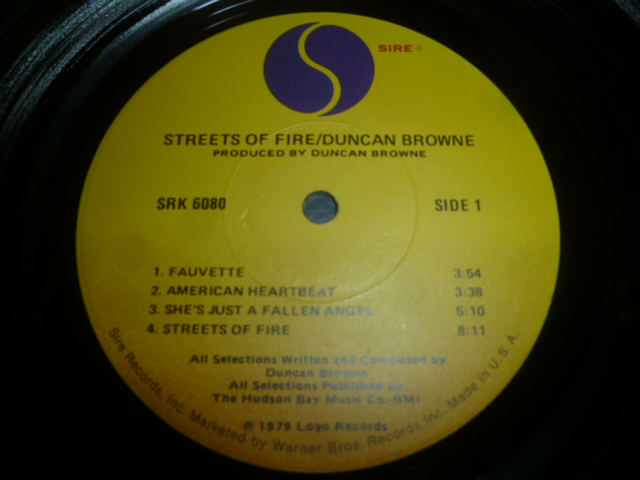 SIRE ®
STREETS OF FIRE/DUNCAN BROWNE
PRODUCED BY DUNCAN BROWNE
SRK 6080 SIDE 1
1. FAUVETTE 3:54
2. AMERICAN HEARTBEAT 3:38
3. SHE'S JUST A FALLEN ANGEL 5:10
4. STREETS OF FIRE 8:11
All Selections Written and Composed by
Duncan Browne
All Selections Published by
The Hudson Bay Music Co. BMI
℗ 1979 Logo Records
Sire Records, Inc. Marketed by Warner Bros. Records Inc. Made in U.S.A.